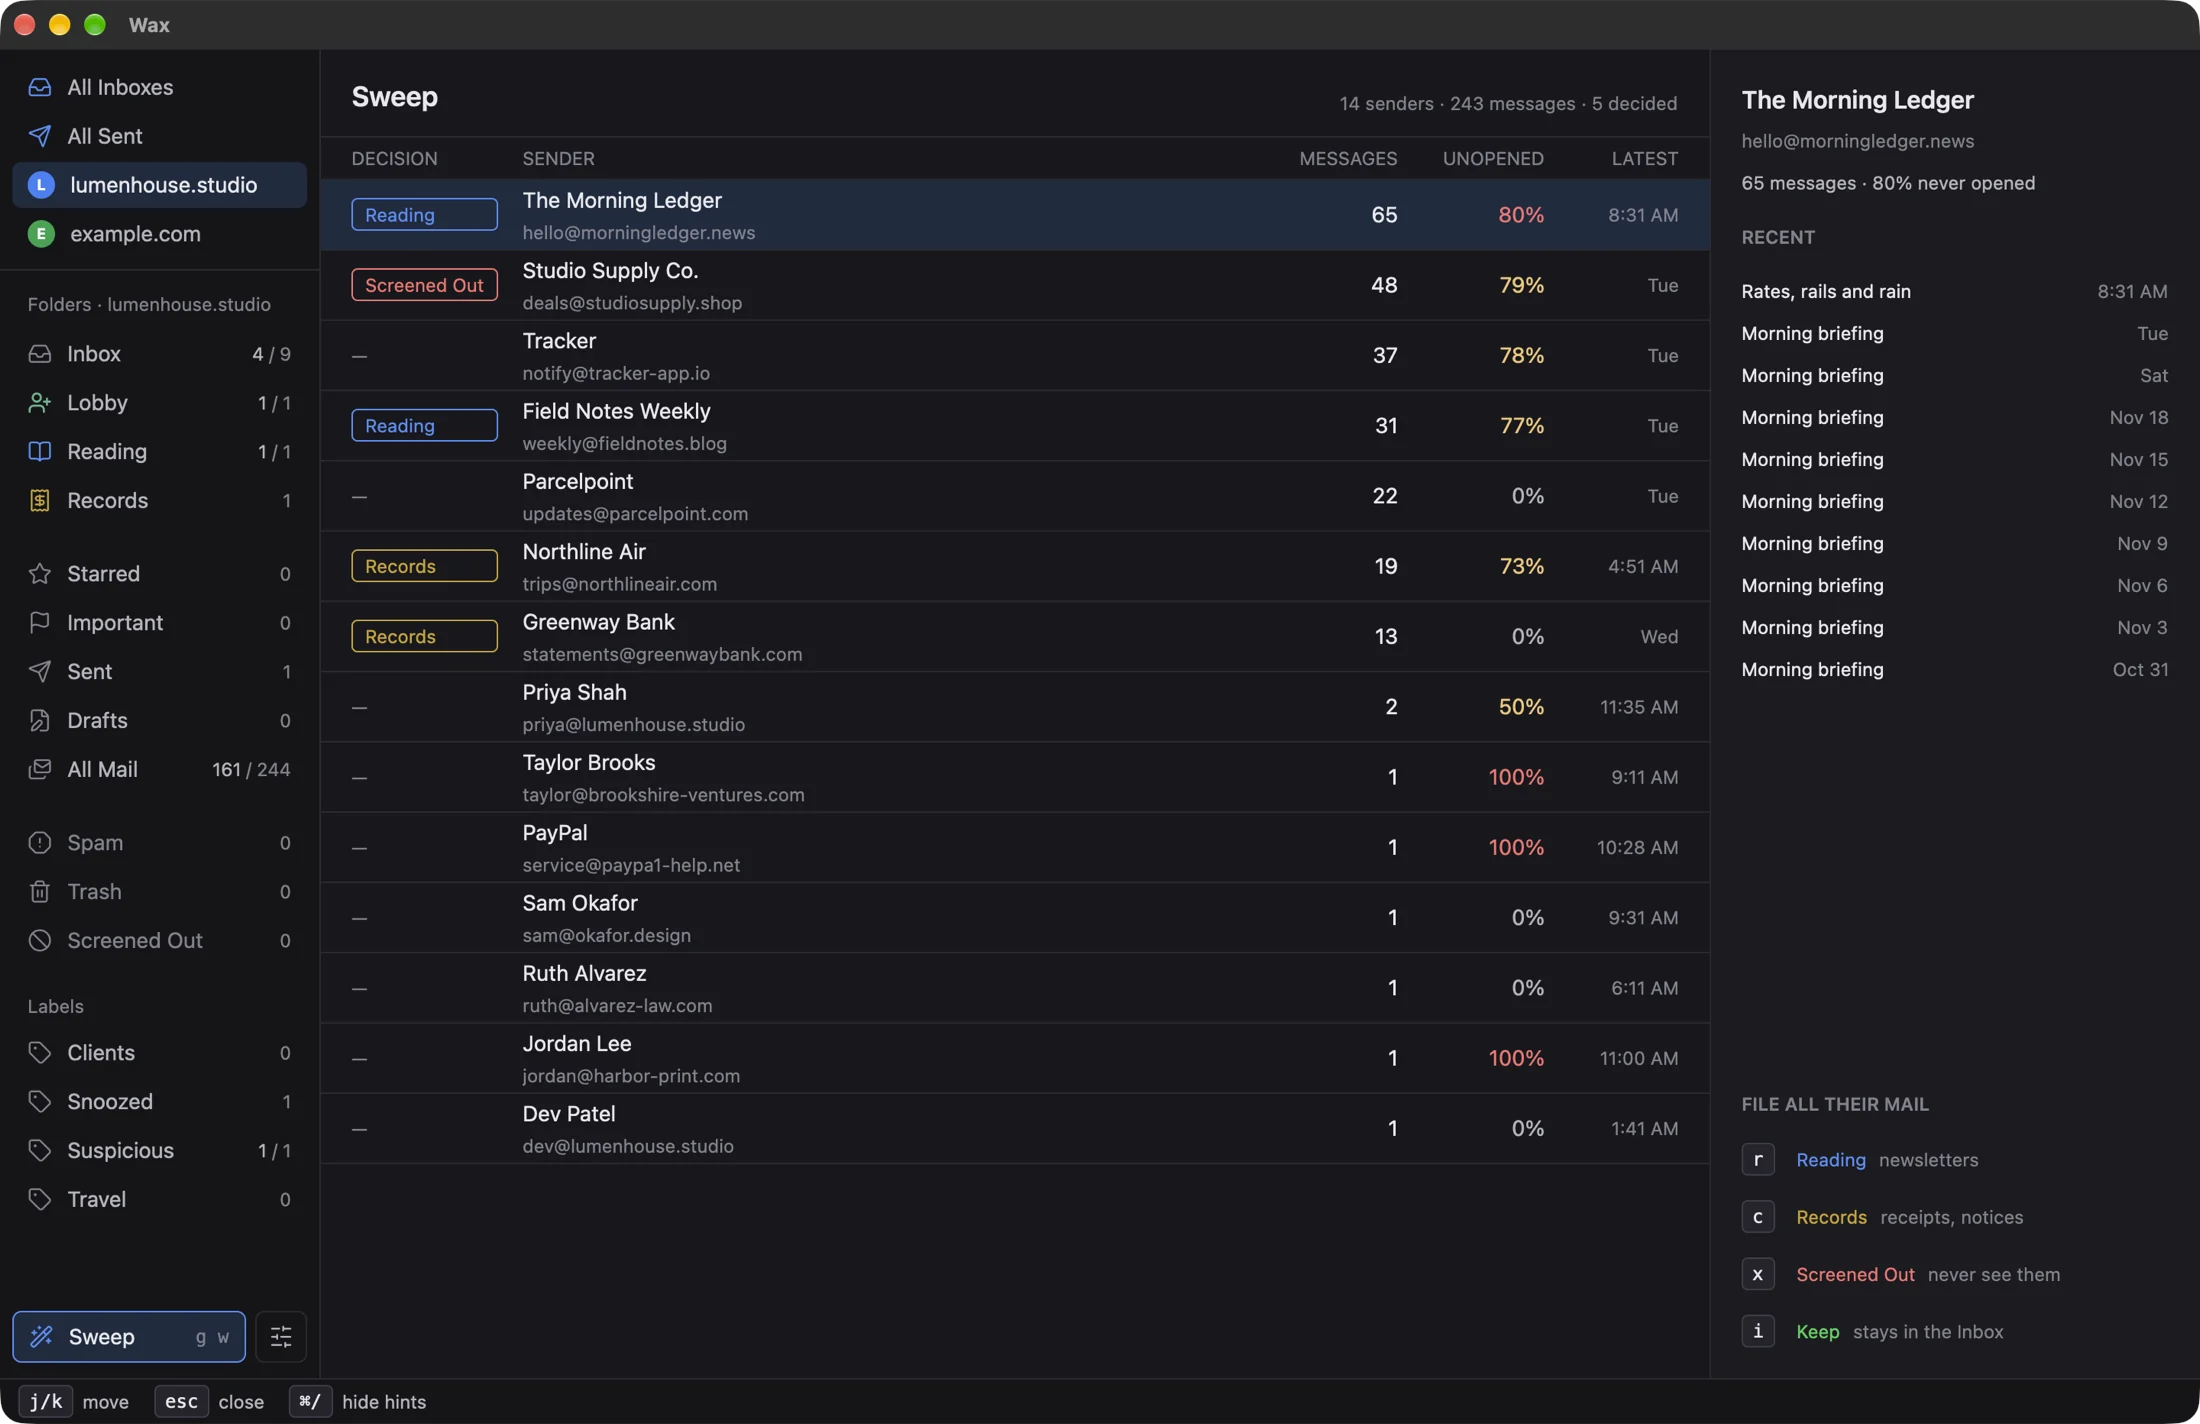 Wax
All Inboxes
All Sent
L lumenhouse.studio
E example.com
Folders · lumenhouse.studio
Inbox 4 / 9
Lobby 1 / 1
Reading 1 / 1
Records 1
Starred 0
Important 0
Sent 1
Drafts 0
All Mail 161 / 244
Spam 0
Trash 0
Screened Out 0
Labels
Clients 0
Snoozed 1
Suspicious 1 / 1
Travel 0
Sweep g w
Sweep
14 senders · 243 messages · 5 decided
DECISION SENDER MESSAGES UNOPENED LATEST
The Morning Ledger
Reading 65 80% 8:31 AM
hello@morningledger.news
Studio Supply Co.
Screened Out 48 79% Tue
deals@studiosupply.shop
Tracker
— 37 78% Tue
notify@tracker-app.io
Field Notes Weekly
Reading 31 77% Tue
weekly@fieldnotes.blog
Parcelpoint
— 22 0% Tue
updates@parcelpoint.com
Northline Air
Records 19 73% 4:51 AM
trips@northlineair.com
Greenway Bank
Records 13 0% Wed
statements@greenwaybank.com
Priya Shah
— 2 50% 11:35 AM
priya@lumenhouse.studio
Taylor Brooks
— 1 100% 9:11 AM
taylor@brookshire-ventures.com
PayPal
— 1 100% 10:28 AM
service@paypa1-help.net
Sam Okafor
— 1 0% 9:31 AM
sam@okafor.design
Ruth Alvarez
— 1 0% 6:11 AM
ruth@alvarez-law.com
Jordan Lee
— 1 100% 11:00 AM
jordan@harbor-print.com
Dev Patel
— 1 0% 1:41 AM
dev@lumenhouse.studio
The Morning Ledger
hello@morningledger.news
65 messages · 80% never opened
RECENT
Rates, rails and rain 8:31 AM
Morning briefing Tue
Morning briefing Sat
Morning briefing Nov 18
Morning briefing Nov 15
Morning briefing Nov 12
Morning briefing Nov 9
Morning briefing Nov 6
Morning briefing Nov 3
Morning briefing Oct 31
FILE ALL THEIR MAIL
r Reading newsletters
c Records receipts, notices
x Screened Out never see them
i Keep stays in the Inbox
j/k move esc close ⌘/ hide hints